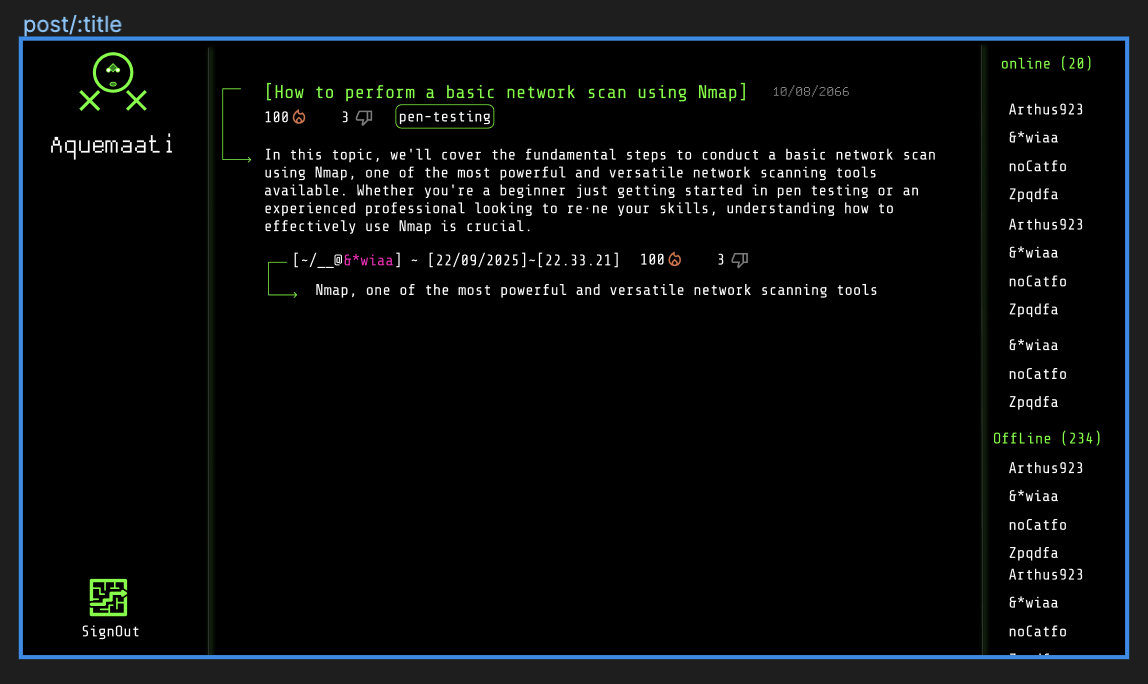 post/:title
Aquemaati
SignOut
[How to perform a basic network scan using Nmap] 10/08/2066
100 3 pen-testing
In this topic, we'll cover the fundamental steps to conduct a basic network scan
using Nmap, one of the most powerful and versatile network scanning tools
available. Whether you're a beginner just getting started in pen testing or an
experienced professional looking to re·ne your skills, understanding how to
effectively use Nmap is crucial.
[~/__@&*wiaa] ~ [22/09/2025]~[22.33.21] 100 3
Nmap, one of the most powerful and versatile network scanning tools
online (20)
Arthus923
&*wiaa
noCatfo
Zpqdfa
Arthus923
&*wiaa
noCatfo
Zpqdfa
&*wiaa
noCatfo
Zpqdfa
OffLine (234)
Arthus923
&*wiaa
noCatfo
Zpqdfa
Arthus923
&*wiaa
noCatfo